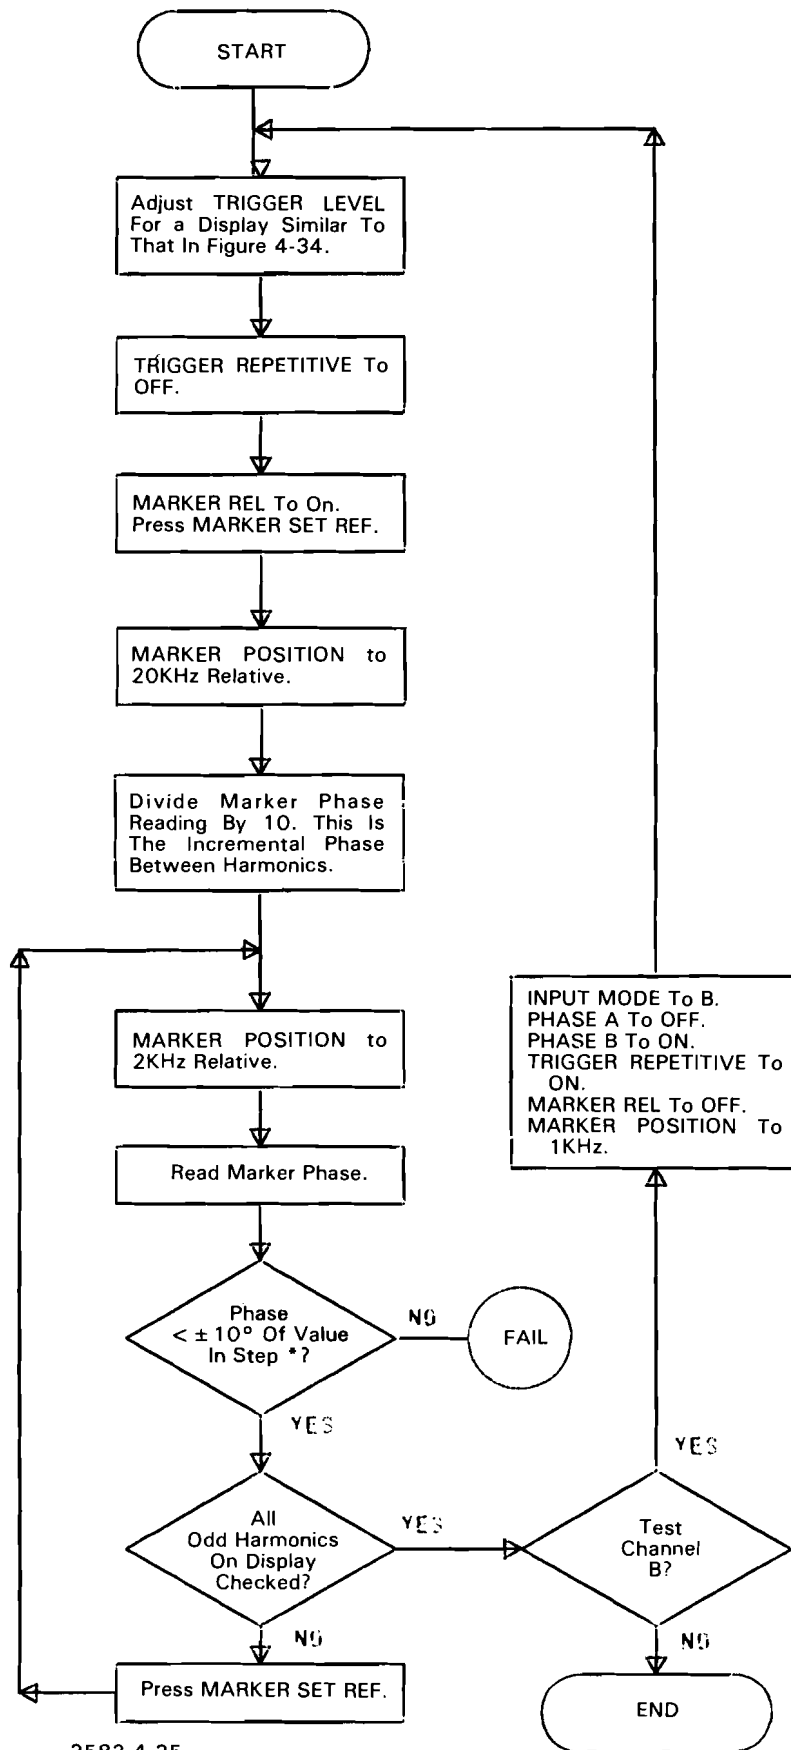 START
Adjust TRIGGER LEVEL
For a Display Similar To
That In Figure 4-34.
TRIGGER REPETITIVE To
OFF.
MARKER REL To On.
Press MARKER SET REF.
MARKER POSITION to
20KHz Relative.
Divide Marker Phase
Reading By 10. This Is
The Incremental Phase
Between Harmonics.
MARKER POSITION to
2KHz Relative.
Read Marker Phase.
Phase
< ± 10° Of Value
In Step *?
NO
FAIL
YES
All
Odd Harmonics
On Display
Checked?
YES
NO
Press MARKER SET REF.
INPUT MODE To B.
PHASE A To OFF.
PHASE B To ON.
TRIGGER REPETITIVE To
ON.
MARKER REL To OFF.
MARKER POSITION To
1KHz.
YES
Test
Channel
B?
NO
END